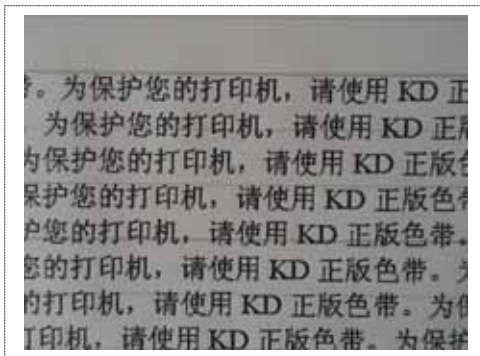 。为保护您的打印机，请使用 KD 正
为保护您的打印机，请使用 KD 正
为保护您的打印机，请使用 KD 正版
保护您的打印机，请使用 KD 正版色
护您的打印机，请使用 KD 正版色带。
您的打印机，请使用 KD 正版色带。
的打印机，请使用 KD 正版色带。为
打印机，请使用 KD 正版色带。为保护